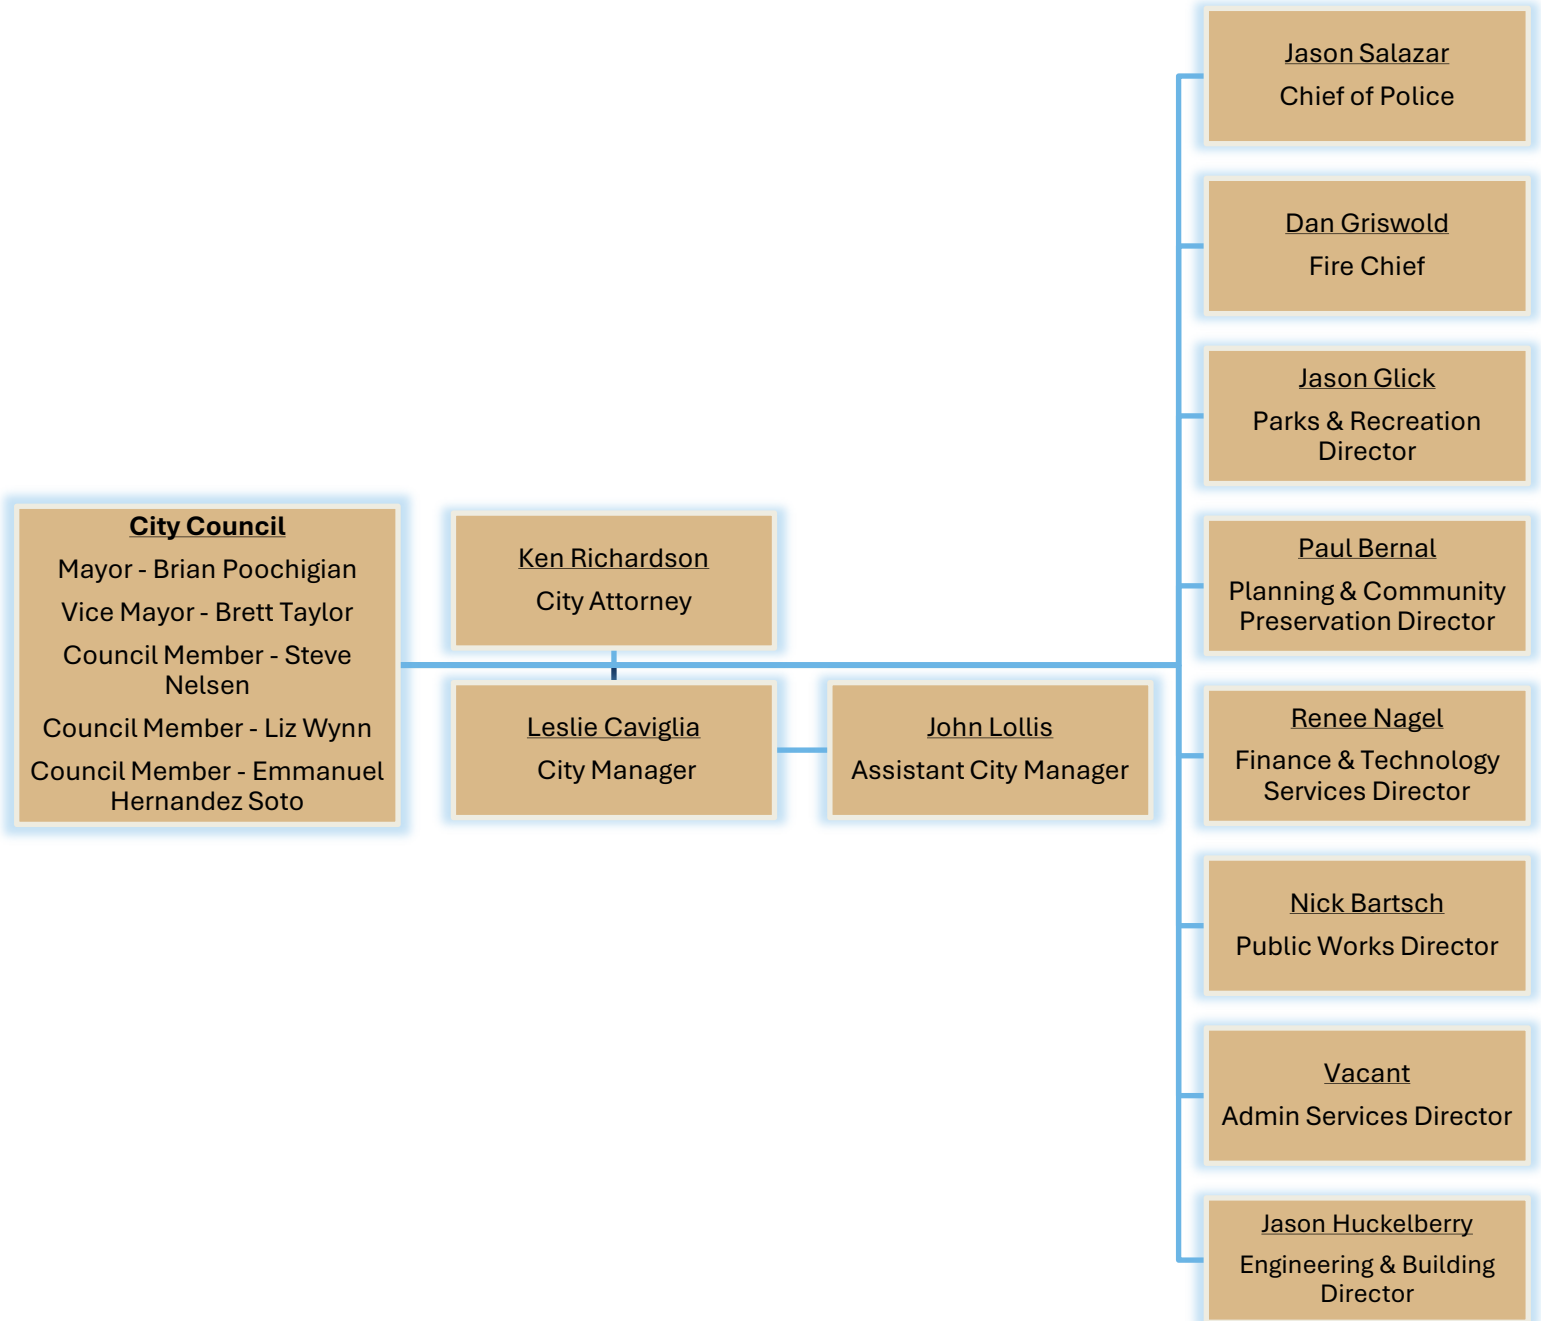 City Council
Mayor - Brian Poochigian
Vice Mayor - Brett Taylor
Council Member - Steve
Nelsen
Council Member - Liz Wynn
Council Member - Emmanuel
Hernandez Soto
Ken Richardson
City Attorney
Leslie Caviglia
City Manager
John Lollis
Assistant City Manager
Jason Salazar
Chief of Police
Dan Griswold
Fire Chief
Jason Glick
Parks & Recreation
Director
Paul Bernal
Planning & Community
Preservation Director
Renee Nagel
Finance & Technology
Services Director
Nick Bartsch
Public Works Director
Vacant
Admin Services Director
Jason Huckelberry
Engineering & Building
Director